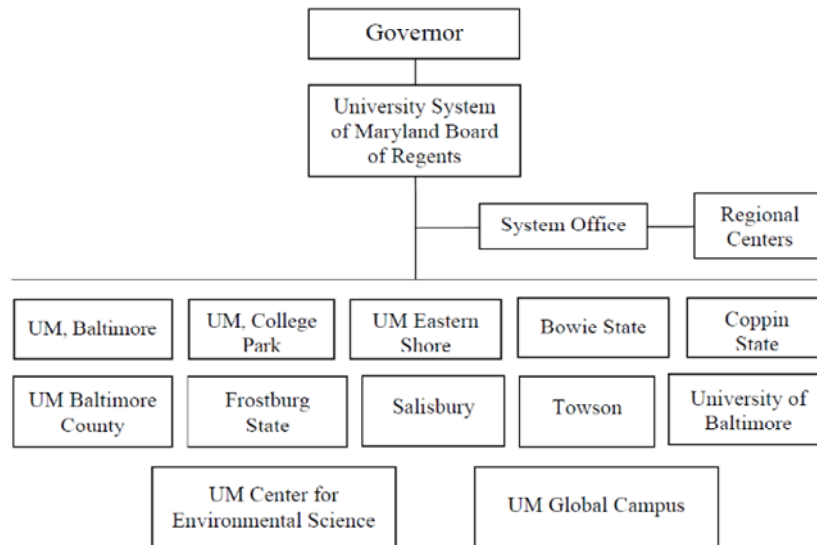 Governor
University System
of Maryland Board
of Regents
System Office
Regional
Centers
UM, Baltimore
UM, College
Park
UM Eastern
Shore
Bowie State
Coppin
State
UM Baltimore
County
Frostburg
State
Salisbury
Towson
University of
Baltimore
UM Center for
Environmental Science
UM Global Campus